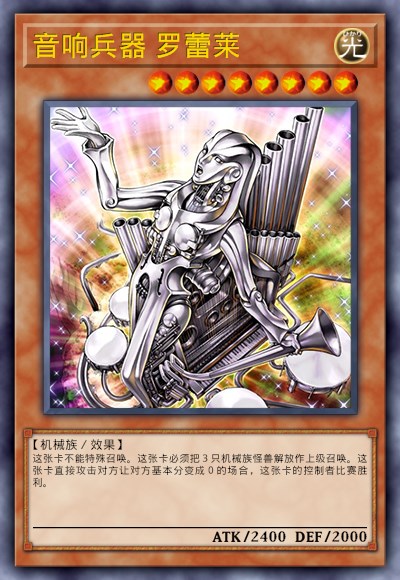 音响兵器 罗蕾莱
光
【机械族／效果】
这张卡不能特殊召唤。这张卡必须把３只机械族怪兽解放作上级召唤。这
张卡直接攻击对方让对方基本分变成０的场合，这张卡的控制者比赛胜
利。
ATK/2400 DEF/2000